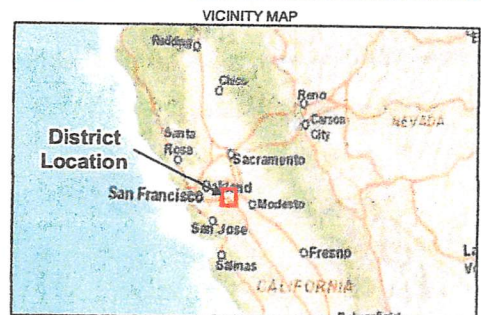 VICINITY MAP
Redding
Chico
Reno
Carson
City
NEVADA
District
Location
Santa
Rosa
Sacramento
San Francisco
Oakland
Modesto
San Jose
Fresno
Salinas
CALIFORNIA